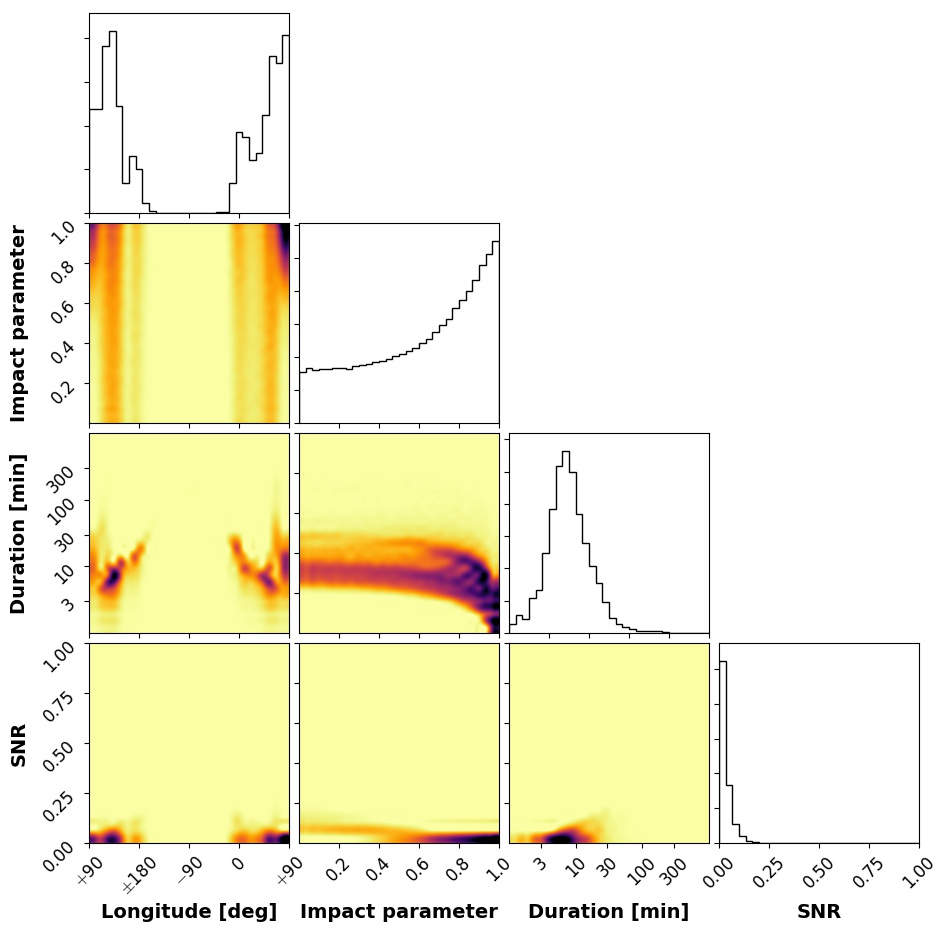 Impact parameter
1.0
0.8
0.6
0.4
0.2
Duration [min]
300
100
30
10
3
SNR
1.00
0.75
0.50
0.25
0.00
+90 ±180 −90 0 +90
0.2 0.4 0.6 0.8 1.0
3 10 30 100 300
0.00 0.25 0.50 0.75 1.00
Longitude [deg] Impact parameter Duration [min] SNR